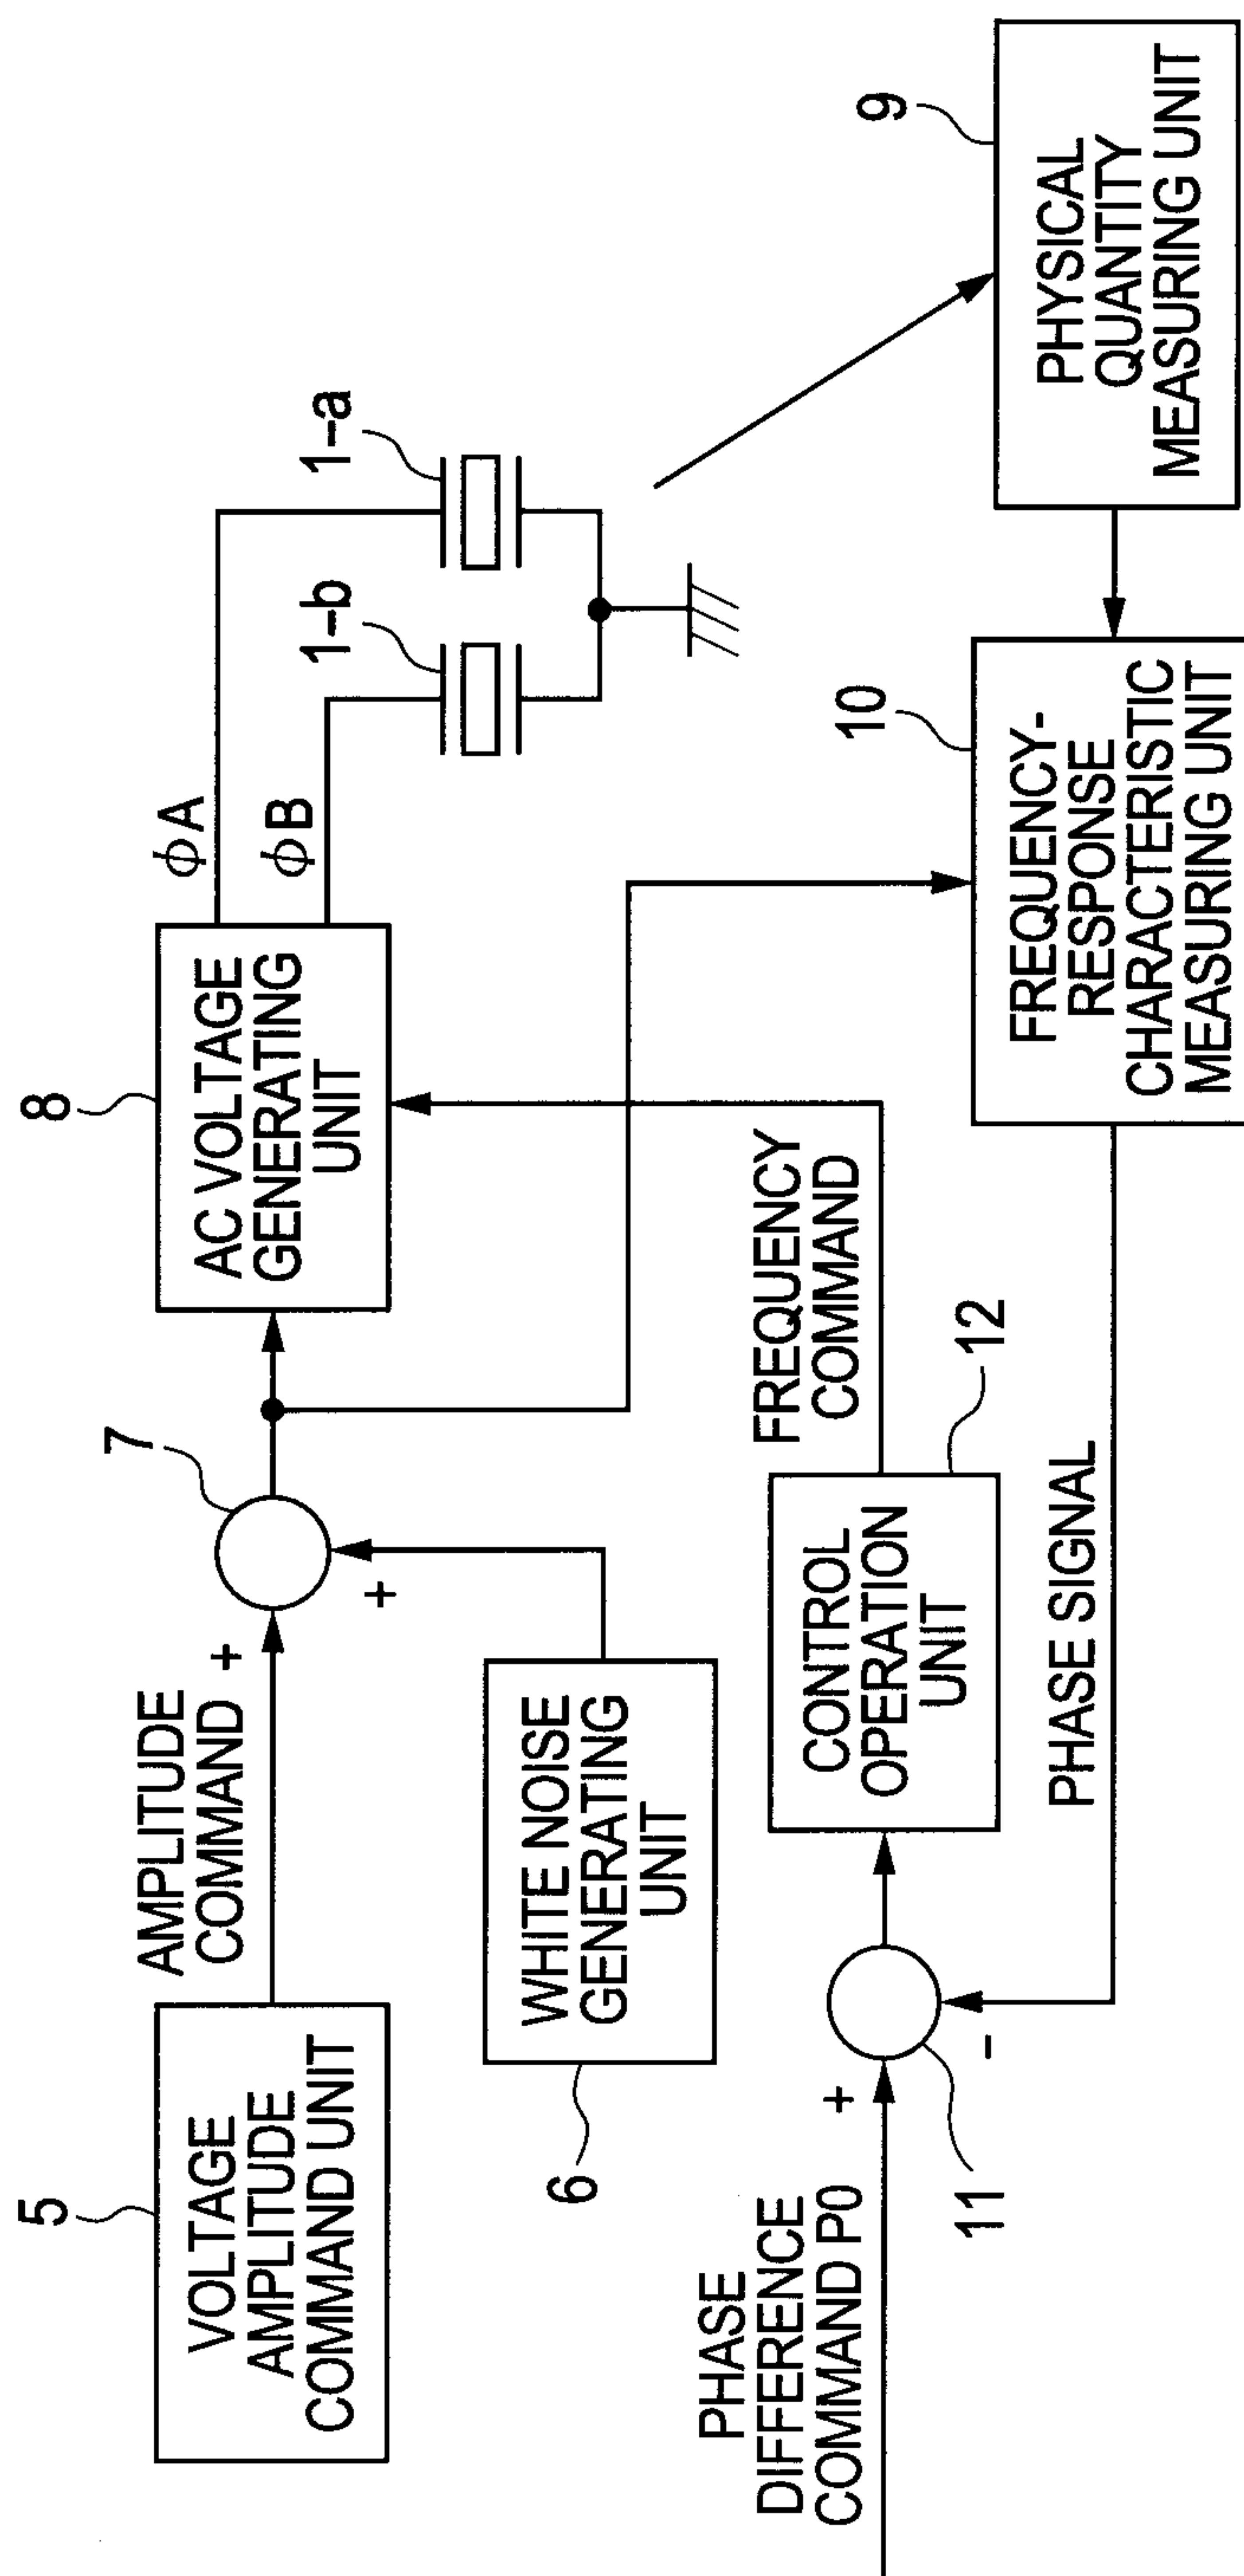 5
VOLTAGE
AMPLITUDE
COMMAND UNIT
AMPLITUDE
COMMAND
+
7
+
8
AC VOLTAGE
GENERATING
UNIT
ϕA
ϕB
1-a
1-b
6
WHITE NOISE
GENERATING
UNIT
9
PHYSICAL
QUANTITY
MEASURING UNIT
PHASE
DIFFERENCE
COMMAND P0
+
-
11
CONTROL
OPERATION
UNIT
12
FREQUENCY
COMMAND
10
FREQUENCY-
RESPONSE
CHARACTERISTIC
MEASURING UNIT
PHASE SIGNAL